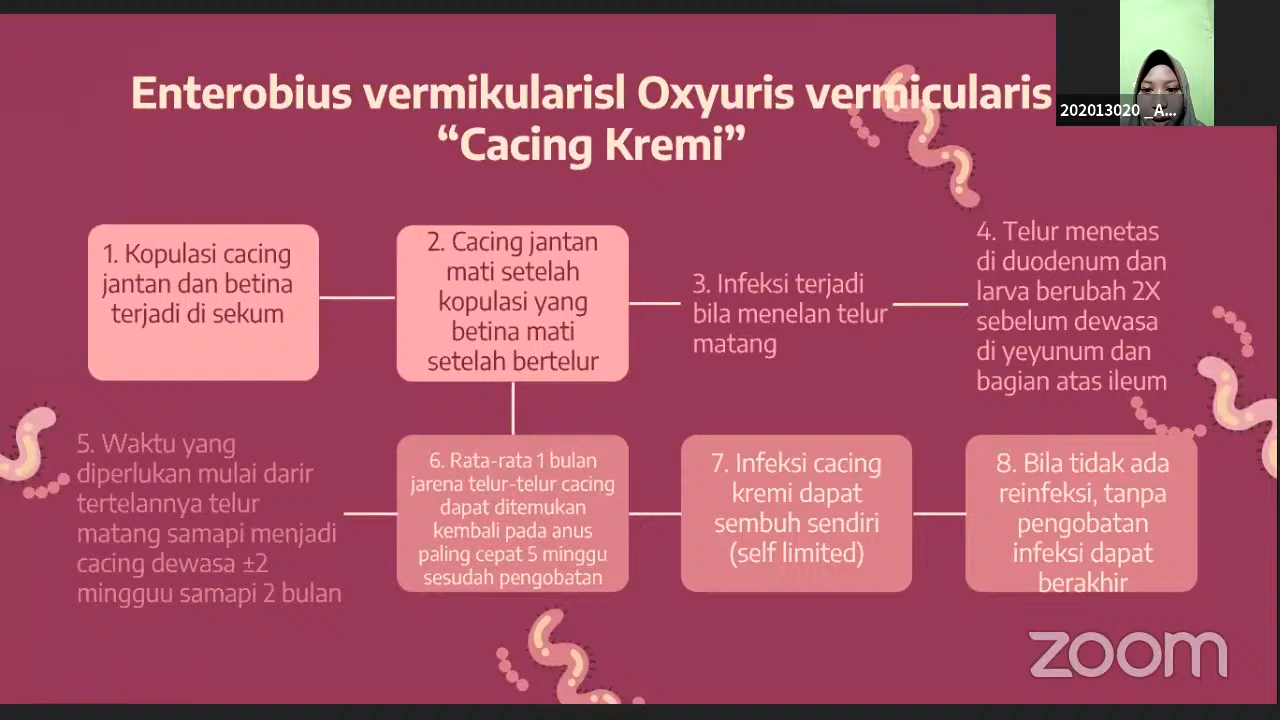 Enterobius vermikularisl Oxyuris vermicularis
“Cacing Kremi”
202013020 _A...
1. Kopulasi cacing
jantan dan betina
terjadi di sekum
2. Cacing jantan
mati setelah
kopulasi yang
betina mati
setelah bertelur
3. Infeksi terjadi
bila menelan telur
matang
4. Telur menetas
di duodenum dan
larva berubah 2X
sebelum dewasa
di yeyunum dan
bagian atas ileum
5. Waktu yang
diperlukan mulai darir
tertelannya telur
matang samapi menjadi
cacing dewasa ±2
mingguu samapi 2 bulan
6. Rata-rata 1 bulan
jarena telur-telur cacing
dapat ditemukan
kembali pada anus
paling cepat 5 minggu
sesudah pengobatan
7. Infeksi cacing
kremi dapat
sembuh sendiri
(self limited)
8. Bila tidak ada
reinfeksi, tanpa
pengobatan
infeksi dapat
berakhir
zoom